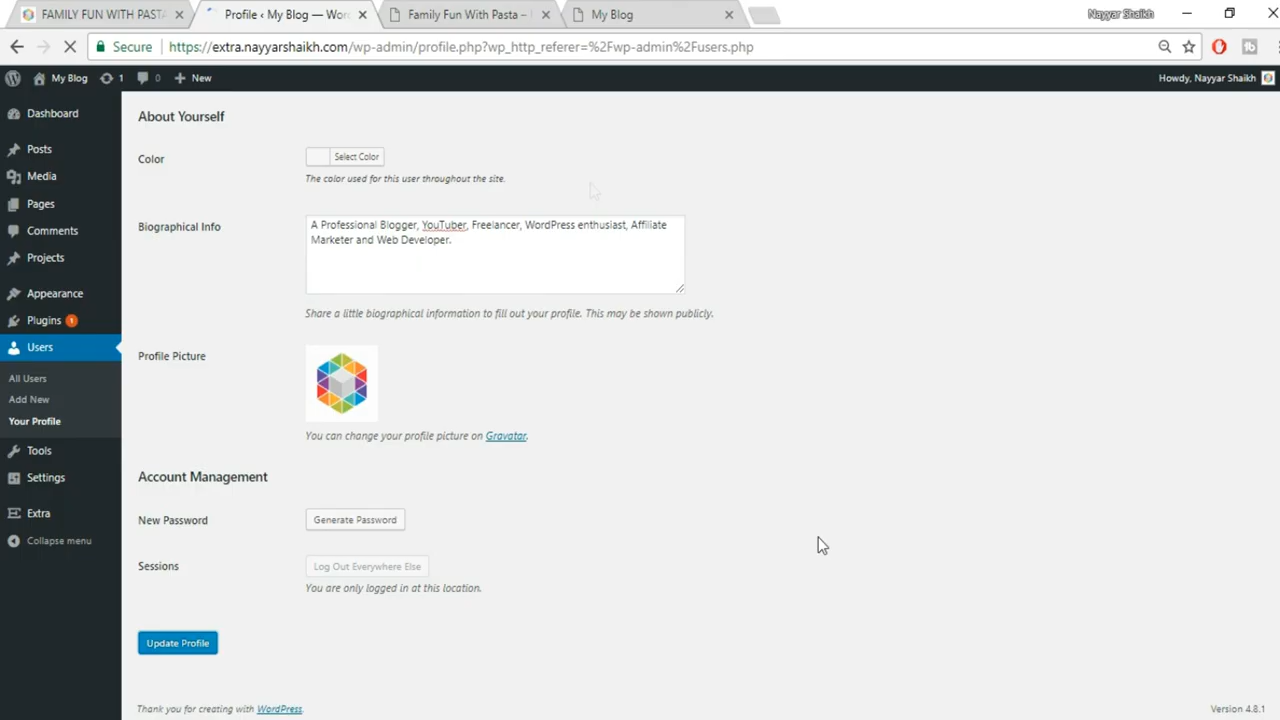 FAMILY FUN WITH PASTA
Profile ‹ My Blog — Wor
Family Fun With Pasta –
My Blog
Nayyar Shaikh
Secure
https://extra.nayyarshaikh.com/wp-admin/profile.php?wp_http_referer=%2Fwp-admin%2Fusers.php
My Blog
1
0
New
Howdy, Nayyar Shaikh
Dashboard
Posts
Media
Pages
Comments
Projects
Appearance
Plugins 1
Users
All Users
Add New
Your Profile
Tools
Settings
Extra
Collapse menu
About Yourself
Color
Select Color
The color used for this user throughout the site.
Biographical Info
A Professional Blogger, YouTuber, Freelancer, WordPress enthusiast, Affiliate
Marketer and Web Developer.
Share a little biographical information to fill out your profile. This may be shown publicly.
Profile Picture
You can change your profile picture on Gravatar.
Account Management
New Password
Generate Password
Sessions
Log Out Everywhere Else
You are only logged in at this location.
Update Profile
Thank you for creating with WordPress.
Version 4.8.1